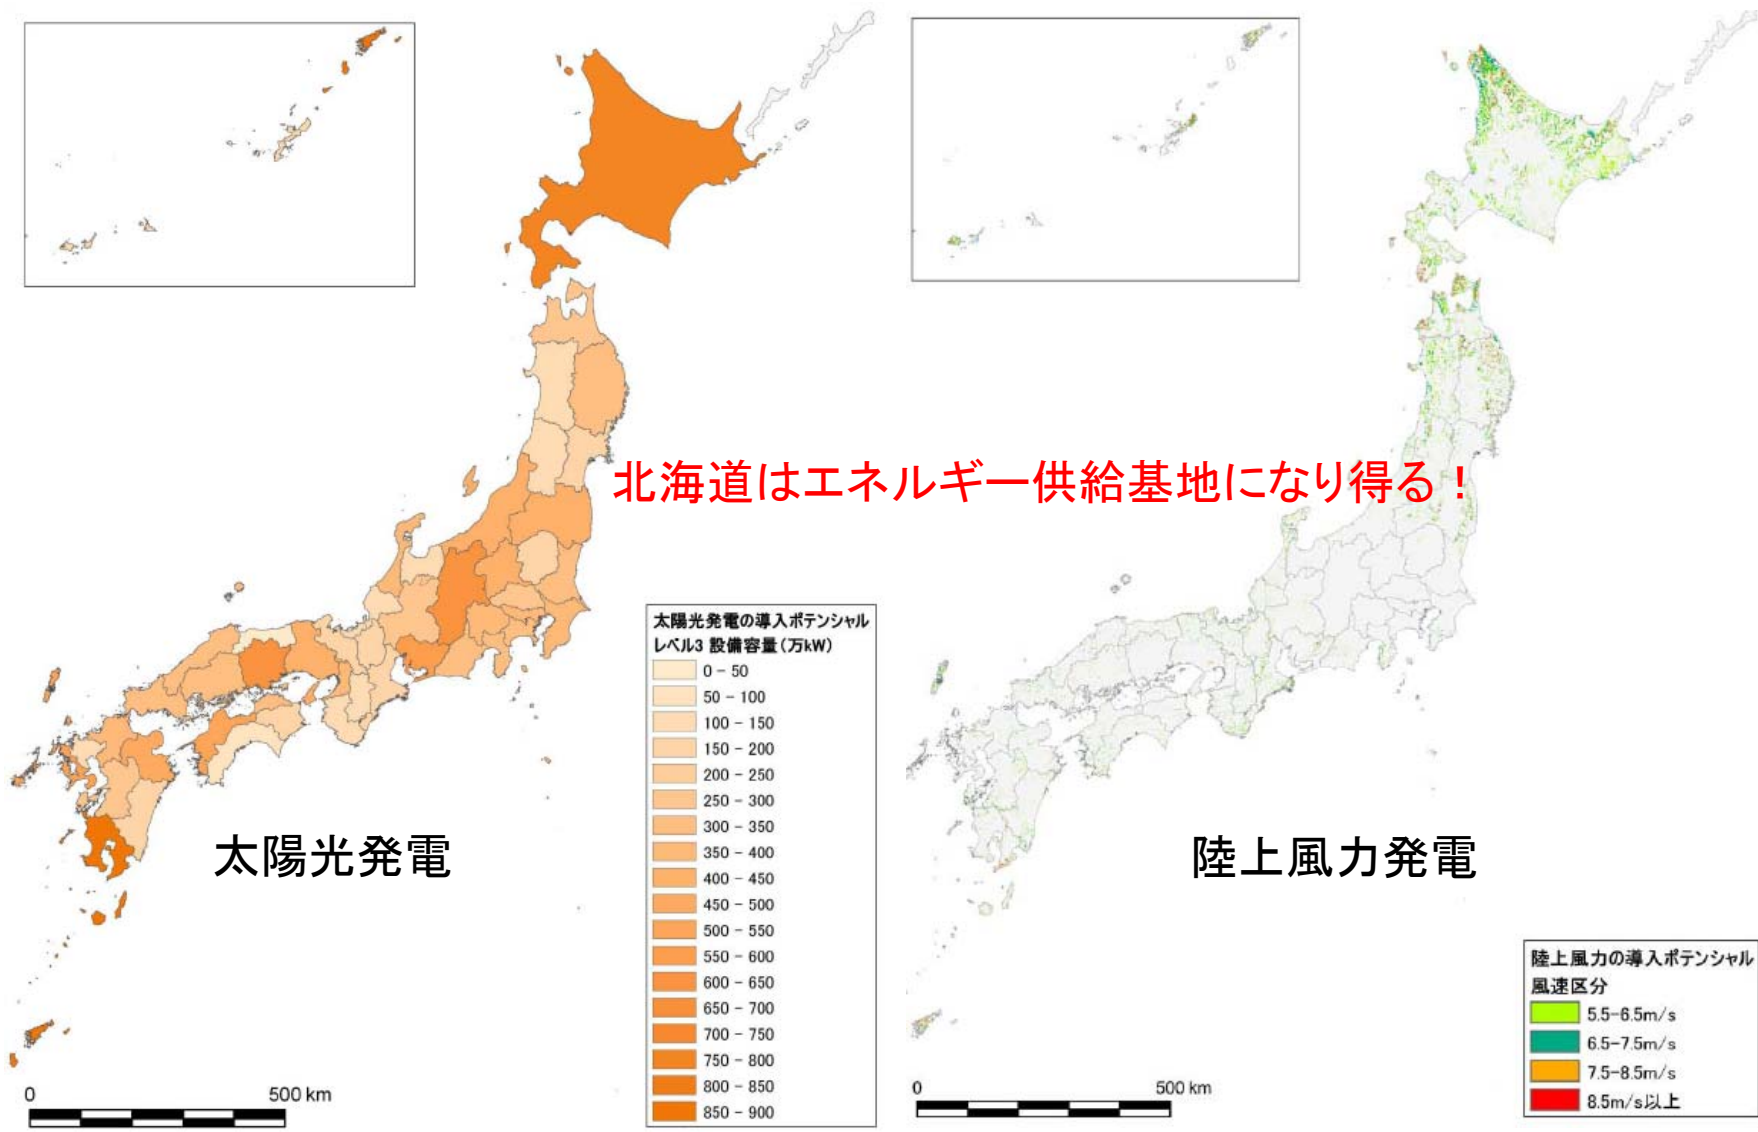 北海道はエネルギー供給基地になり得る！
太陽光発電の導入ポテンシャル
レベル3 設備容量(万kW)
0 - 50
50 - 100
100 - 150
150 - 200
200 - 250
250 - 300
300 - 350
350 - 400
400 - 450
450 - 500
500 - 550
550 - 600
600 - 650
650 - 700
700 - 750
750 - 800
800 - 850
850 - 900
太陽光発電
0 500 km
陸上風力発電
陸上風力の導入ポテンシャル
風速区分
5.5-6.5m/s
6.5-7.5m/s
7.5-8.5m/s
8.5m/s以上
0 500 km